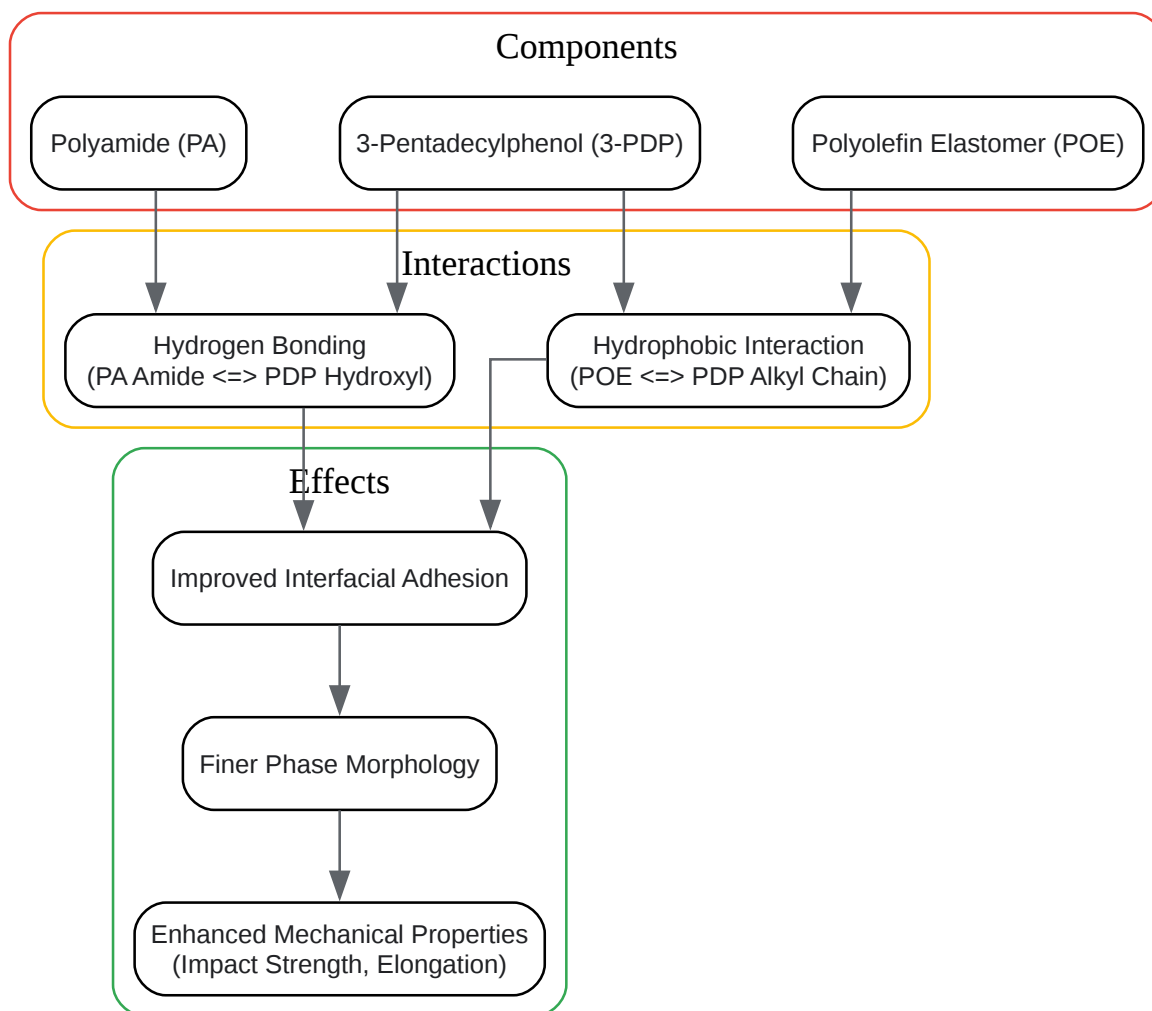 Components
Polyamide (PA)
3-Pentadecylphenol (3-PDP)
Polyolefin Elastomer (POE)
Interactions
Hydrogen Bonding
(PA Amide <=> PDP Hydroxyl)
Hydrophobic Interaction
(POE <=> PDP Alkyl Chain)
Effects
Improved Interfacial Adhesion
Finer Phase Morphology
Enhanced Mechanical Properties
(Impact Strength, Elongation)